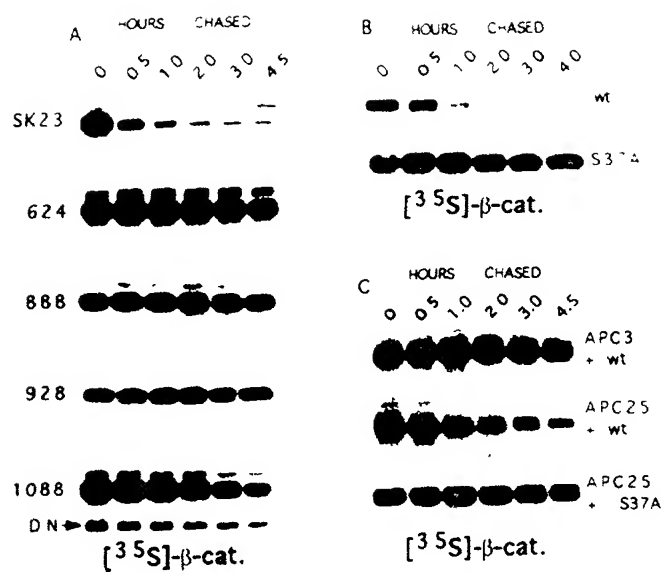 A
HOURS CHASED
0 0.5 1.0 2.0 3.0 4.5
SK23
624
888
928
1088
DN
[³⁵S]-β-cat.
B
HOURS CHASED
0 0.5 1.0 2.0 3.0 4.0
wt
S37A
[³⁵S]-β-cat.
C
HOURS CHASED
0 0.5 1.0 2.0 3.0 4.5
APC3
+ wt
APC25
+ wt
APC25
+ S37A
[³⁵S]-β-cat.